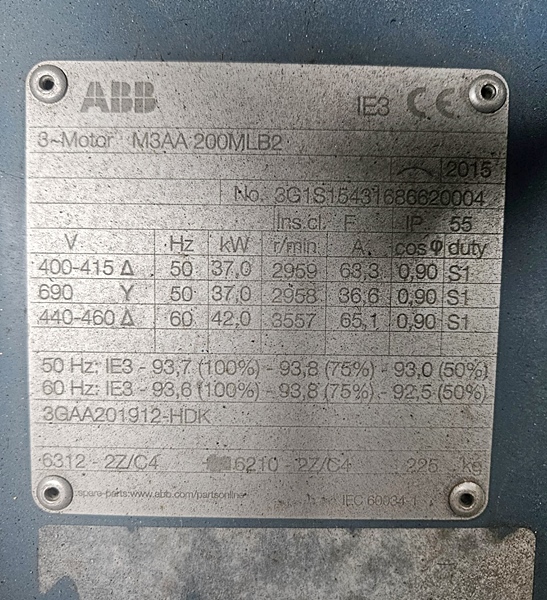 ABB IE3 CE
3~Motor M3AA 200MLB2
2015
No. 3G1S15431686620004
Ins.cl. F IP 55
V Hz kW r/min A cosφ duty
400-415 Δ 50 37,0 2959 63,3 0,90 S1
690 Y 50 37,0 2958 36,6 0,90 S1
440-460 Δ 60 42,0 3557 65,1 0,90 S1
50 Hz: IE3 - 93,7 (100%) - 93,8 (75%) - 93,0 (50%)
60 Hz: IE3 - 93,6 (100%) - 93,8 (75%) - 92,5 (50%)
3GAA201912-HDK
6312 - 2Z/C4 6210 - 2Z/C4 225 kg
spare-parts:www.abb.com/partsonline IEC 60034-1